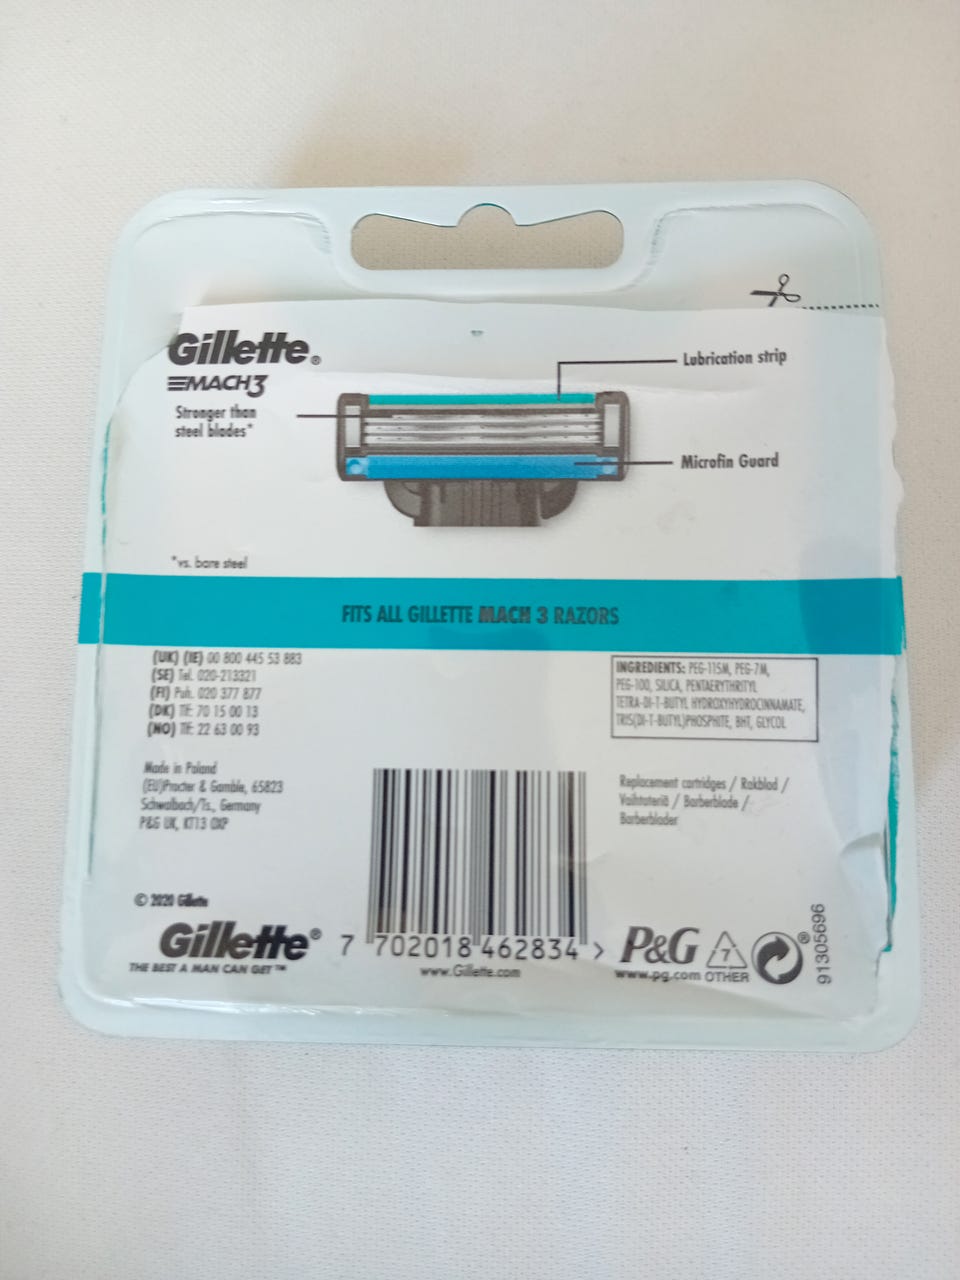 Gillette®
MACH3
Stronger than
steel blades*
Lubrication strip
Microfin Guard
*vs. bare steel
FITS ALL GILLETTE MACH 3 RAZORS
(UK) (IE) 00 800 445 53 883
(SE) Tel. 020-213321
(FI) Puh. 020 377 877
(DK) Tlf: 70 15 00 13
(NO) Tlf: 22 63 00 93
INGREDIENTS: PEG-115M, PEG-7M,
PEG-100, SILICA, PENTAERYTHRITYL
TETRA-DI-T-BUTYL HYDROXYHYDROCINNAMATE,
TRIS(DI-T-BUTYL)PHOSPHITE, BHT, GLYCOL
Made in Poland
(EU)Procter & Gamble, 65823
Schwalbach/Ts., Germany
P&G UK, KT13 0XP
Replacement cartridges / Rakblad /
Vaihtoteriä / Barberblade /
Barberblader
© 2020 Gillette
Gillette®
THE BEST A MAN CAN GET™
7 702018 462834 >
www.Gillette.com
P&G
www.pg.com
7
OTHER
®
91305696